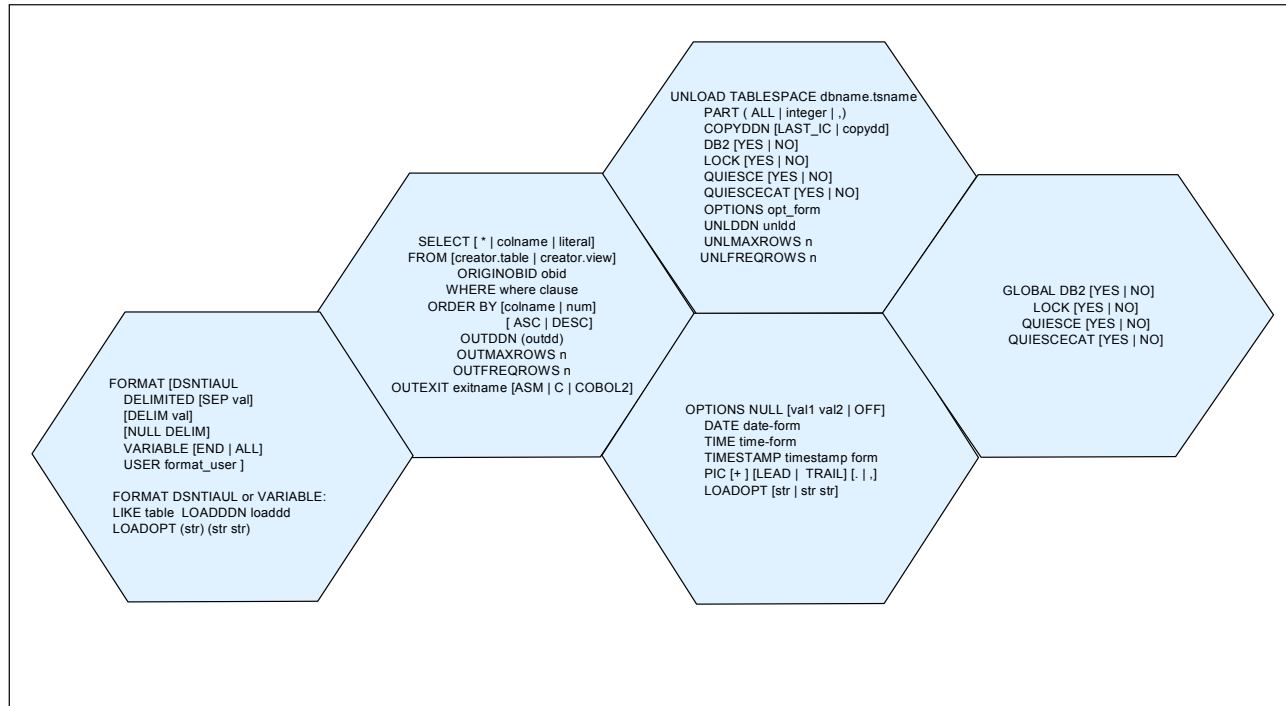 UNLOAD TABLESPACE dbname.tsname
PART ( ALL | integer | ,)
COPYDDN [LAST_IC | copydd]
DB2 [YES | NO]
LOCK [YES | NO]
QUIESCE [YES | NO]
QUIESCECAT [YES | NO]
OPTIONS opt_form
UNLDDN unldd
UNLMAXROWS n
UNLFREQROWS n
SELECT [ * | colname | literal]
FROM [creator.table | creator.view]
ORIGINOBID obid
WHERE where clause
ORDER BY [colname | num]
[ ASC | DESC]
OUTDDN (outdd)
OUTMAXROWS n
OUTFREQROWS n
OUTEXIT exitname [ASM | C | COBOL2]
GLOBAL DB2 [YES | NO]
LOCK [YES | NO]
QUIESCE [YES | NO]
QUIESCECAT [YES | NO]
FORMAT [DSNTIAUL
DELIMITED [SEP val]
[DELIM val]
[NULL DELIM]
VARIABLE [END | ALL]
USER format_user ]
FORMAT DSNTIAUL or VARIABLE:
LIKE table LOADDDN loaddd
LOADOPT (str) (str str)
OPTIONS NULL [val1 val2 | OFF]
DATE date-form
TIME time-form
TIMESTAMP timestamp form
PIC [+ ] [LEAD | TRAIL] [. | ,]
LOADOPT [str | str str]